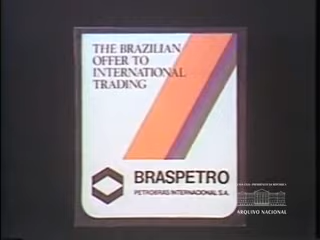 THE BRAZILIAN
OFFER TO
INTERNATIONAL
TRADING
BRASPETRO
PETROBRAS INTERNACIONAL S.A.
ARQUIVO NACIONAL